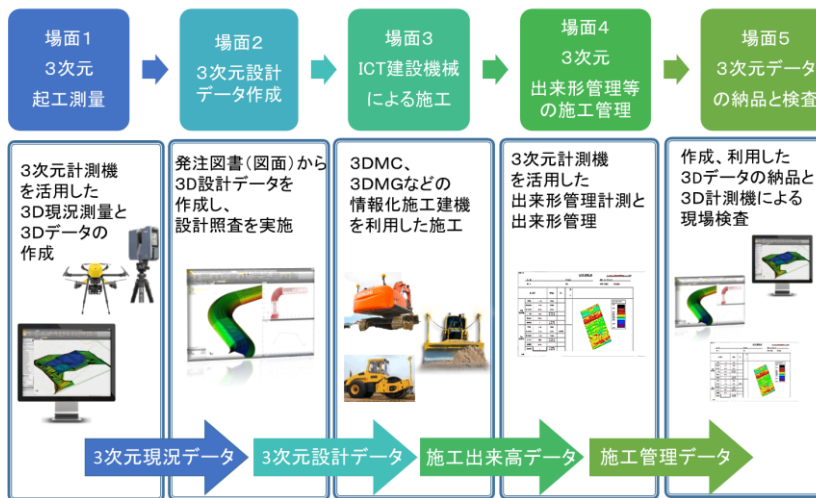 場面1
3次元
起工測量
場面2
3次元設計
データ作成
場面3
ICT建設機械
による施工
場面4
3次元
出来形管理等
の施工管理
場面5
3次元データ
の納品と検査
3次元計測機
を活用した
3D現況測量と
3Dデータの
作成
発注図書(図面)から
3D設計データを
作成し、
設計照査を実施
3DMC、
3DMGなどの
情報化施工建機
を利用した施工
3次元計測機
を活用した
出来形管理計測と
出来形管理
作成、利用した
3Dデータの納品と
3D計測機による
現場検査
3次元現況データ
3次元設計データ
施工出来高データ
施工管理データ